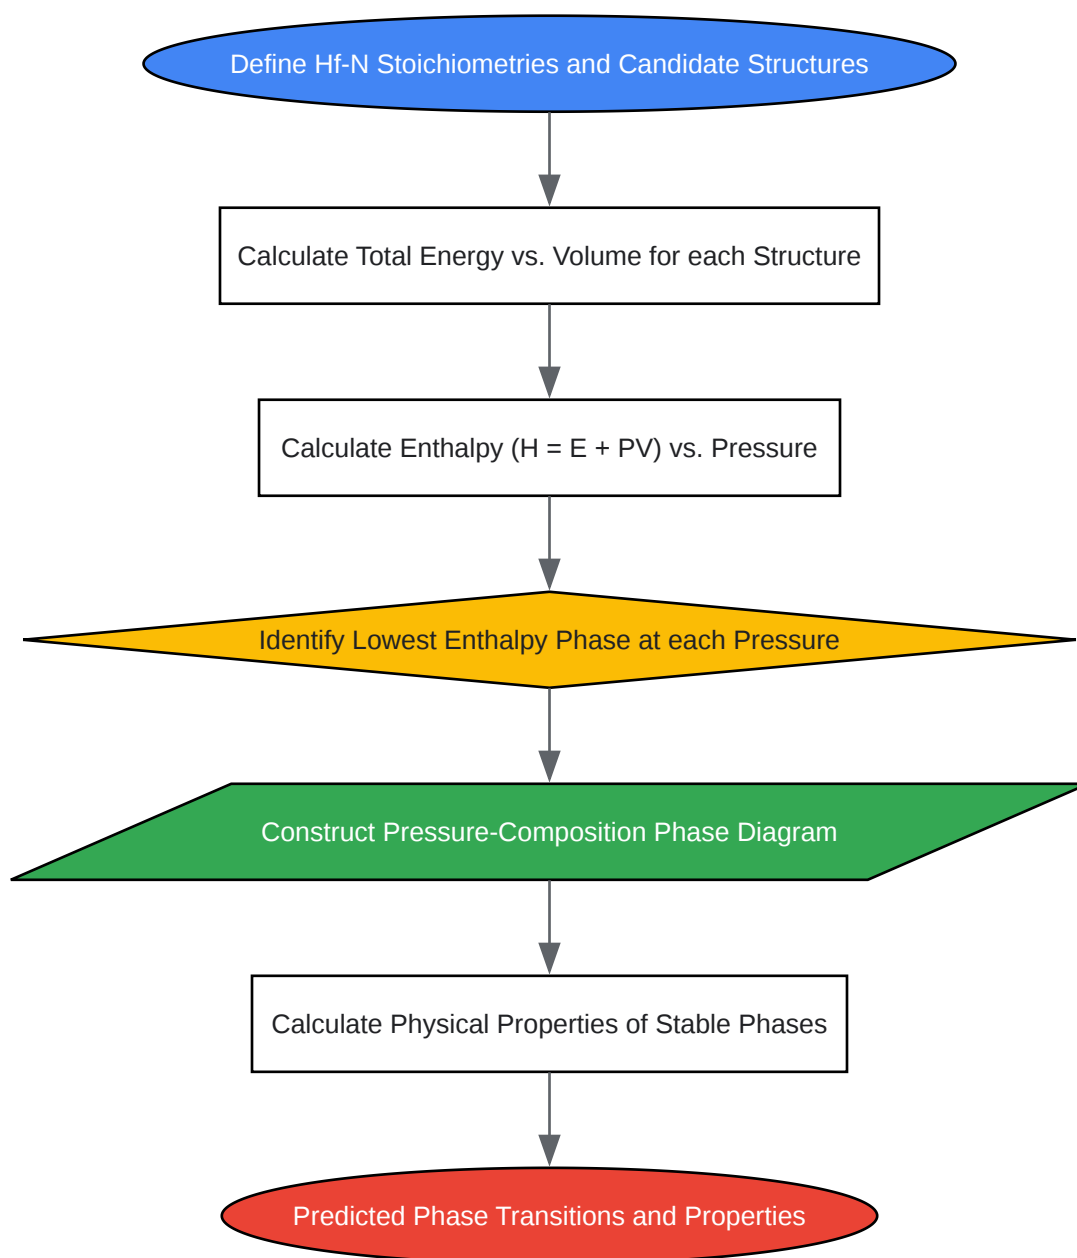 Define Hf-N Stoichiometries and Candidate Structures
Calculate Total Energy vs. Volume for each Structure
Calculate Enthalpy (H = E + PV) vs. Pressure
Identify Lowest Enthalpy Phase at each Pressure
Construct Pressure-Composition Phase Diagram
Calculate Physical Properties of Stable Phases
Predicted Phase Transitions and Properties